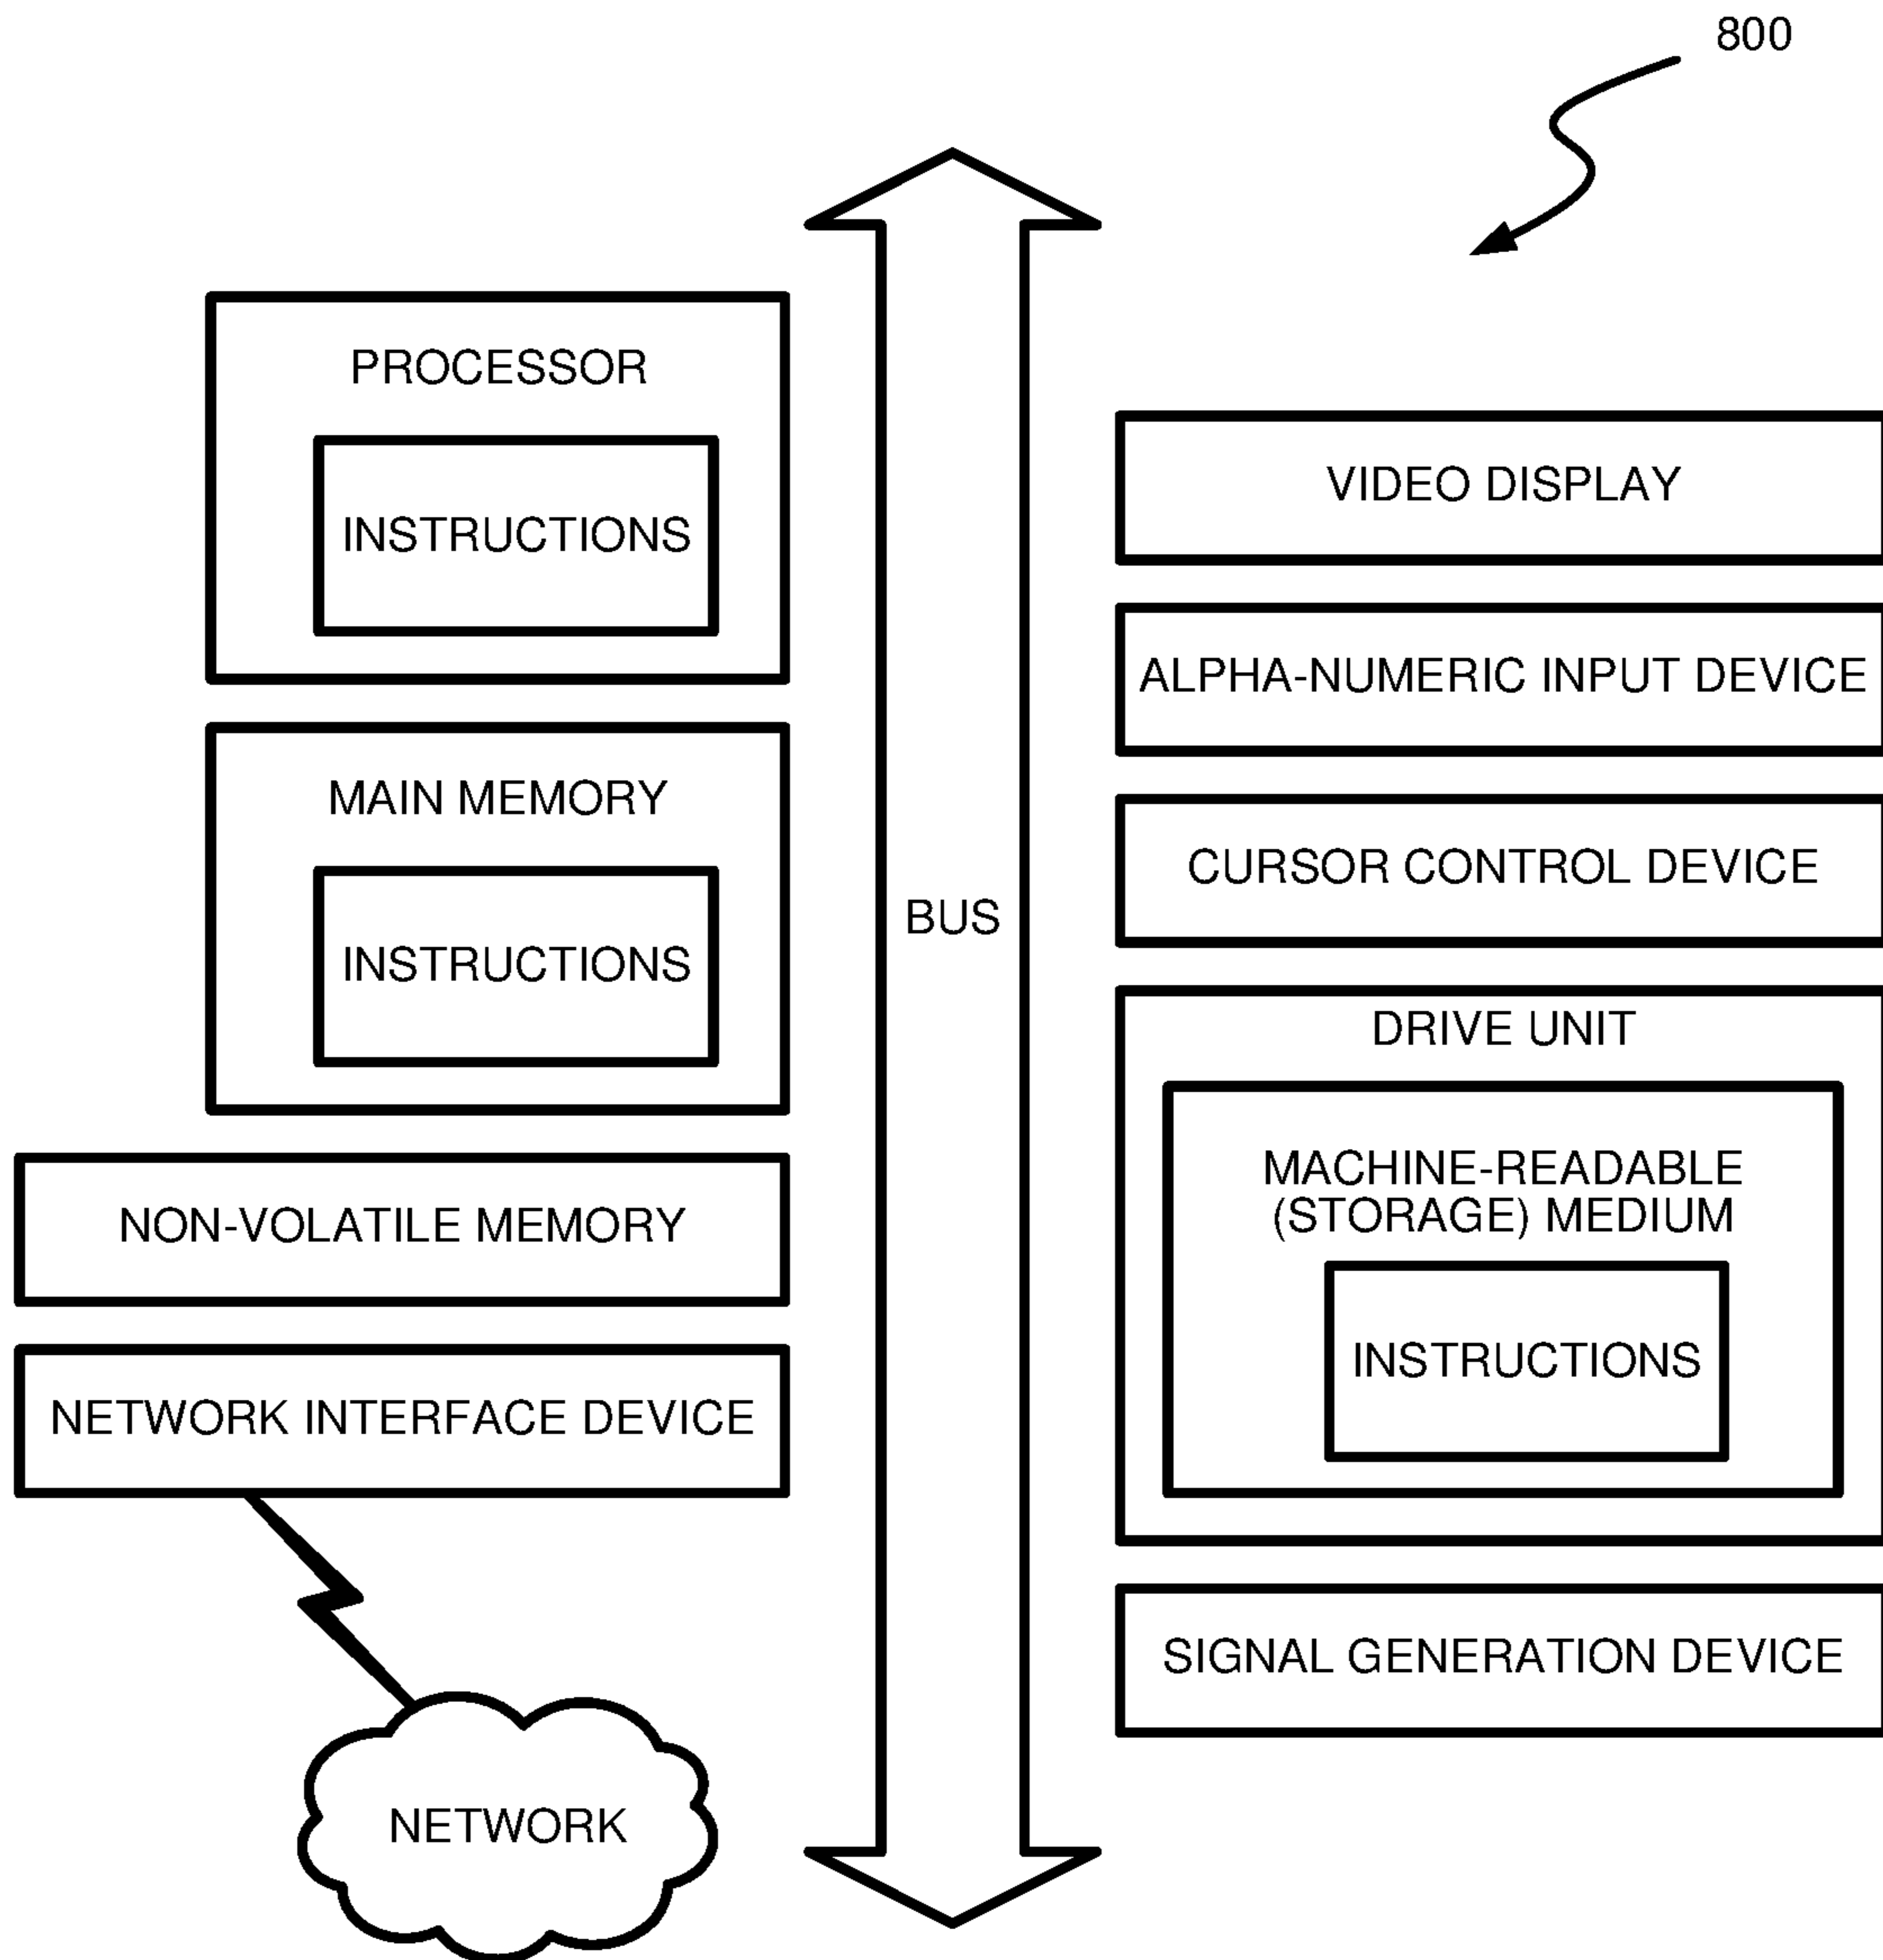 800
PROCESSOR
INSTRUCTIONS
MAIN MEMORY
INSTRUCTIONS
NON-VOLATILE MEMORY
NETWORK INTERFACE DEVICE
NETWORK
BUS
VIDEO DISPLAY
ALPHA-NUMERIC INPUT DEVICE
CURSOR CONTROL DEVICE
DRIVE UNIT
MACHINE-READABLE
(STORAGE) MEDIUM
INSTRUCTIONS
SIGNAL GENERATION DEVICE